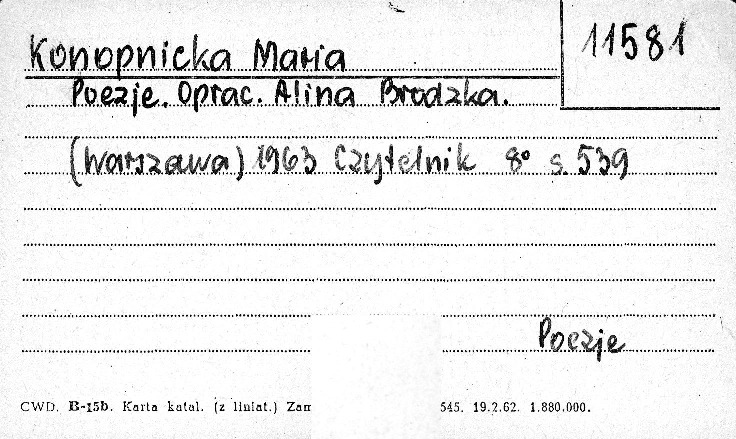 11581
Konopnicka Maria
Poezje. Oprac. Alina Brodzka.
(Warszawa) 1963 Czytelnik 8° s. 539
Poezje
CWD. B-15b. Karta katal. (z liniat.) Zam 545. 19.2.62. 1.880.000.